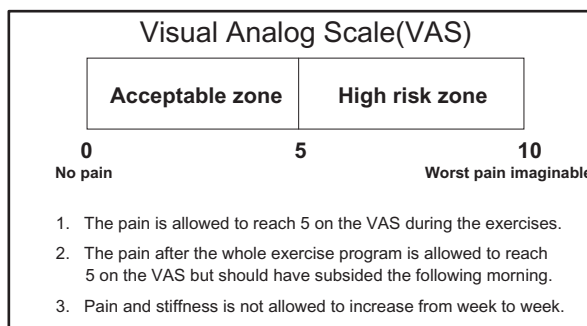 Visual Analog Scale(VAS)
Acceptable zone High risk zone
0 5 10
No pain Worst pain imaginable
1. The pain is allowed to reach 5 on the VAS during the exercises.
2. The pain after the whole exercise program is allowed to reach
5 on the VAS but should have subsided the following morning.
3. Pain and stiffness is not allowed to increase from week to week.